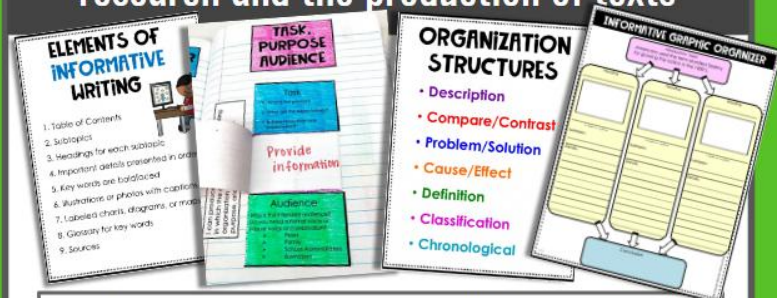 research and the production of texts
ELEMENTS OF
INFORMATIVE
WRITING
1. Table of Contents
2. Subtopics
3. Headings for each subtopic
4. Important details presented in order
5. Key words are boldfaced
6. Illustrations or photos with captions
7. Labeled charts, diagrams, or maps
8. Glossary for key words
9. Sources
TASK,
PURPOSE
AUDIENCE
Task
Provide
information
Audience
ORGANIZATION
STRUCTURES
• Description
• Compare/Contrast
• Problem/Solution
• Cause/Effect
• Definition
• Classification
• Chronological
INFORMATIVE GRAPHIC ORGANIZER
Conclusion